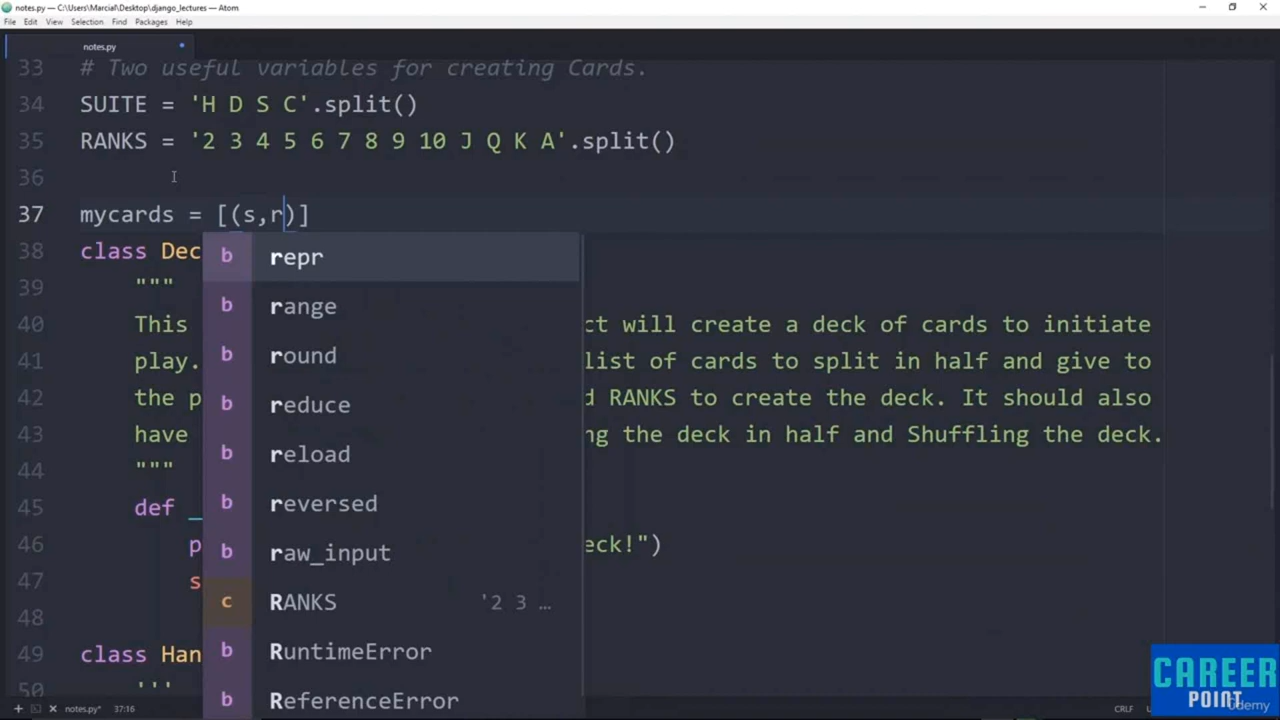 notes.py — C:\Users\Marcial\Desktop\django_lectures — Atom
File Edit View Selection Find Packages Help
notes.py
33 # Two useful variables for creating Cards.
34 SUITE = 'H D S C'.split()
35 RANKS = '2 3 4 5 6 7 8 9 10 J Q K A'.split()
36
37 mycards = [(s,r)]
38 class Dec
b repr
39 """
b range
40 This ct will create a deck of cards to initiate
b round
41 play. list of cards to split in half and give to
42 the p d RANKS to create the deck. It should also
b reduce
43 have ng the deck in half and Shuffling the deck.
b reload
44 """
45 def _
b reversed
46 p eck!")
b raw_input
47 s
c RANKS '2 3 …
48
49 class Han
b RuntimeError
50 '''
b ReferenceError
CAREER
POINT
Udemy
notes.py* 37:16 CRLF